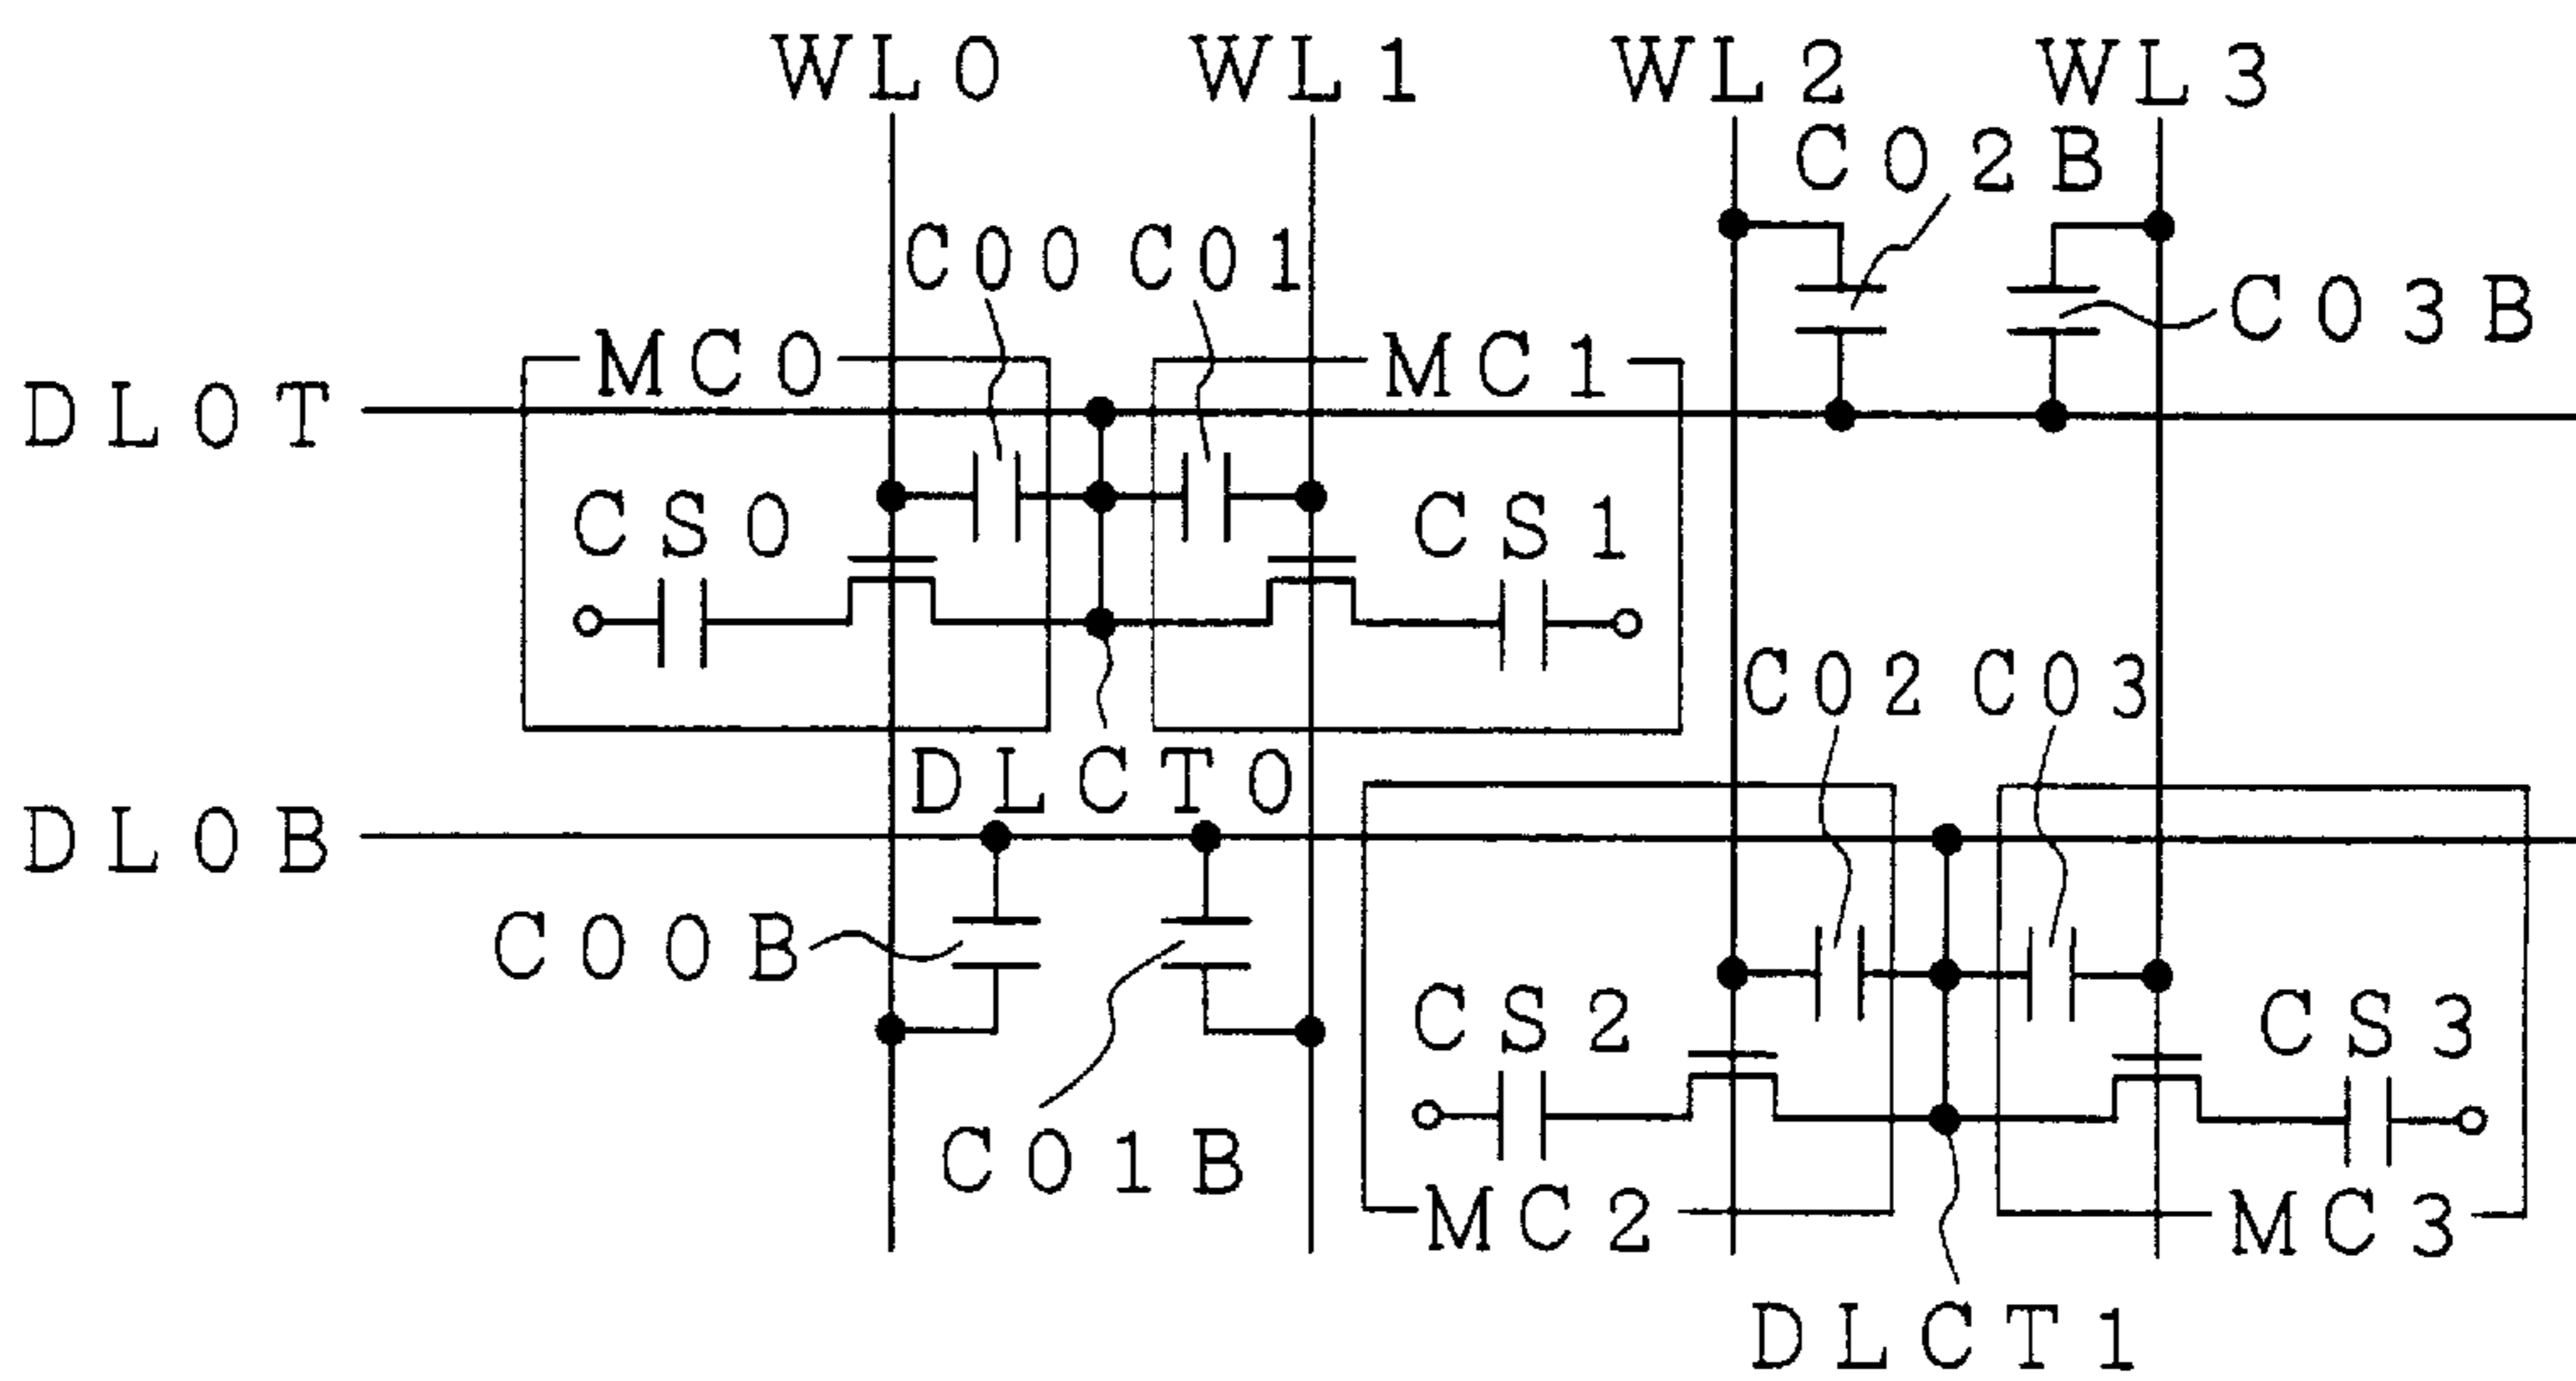 WL0 WL1 WL2 WL3
C02B
C00 C01
C03B
MC0 MC1
DL0T
CS0 CS1
C02 C03
DLCT0
DL0B
C00B
CS2 CS3
C01B
MC2 MC3
DLCT1